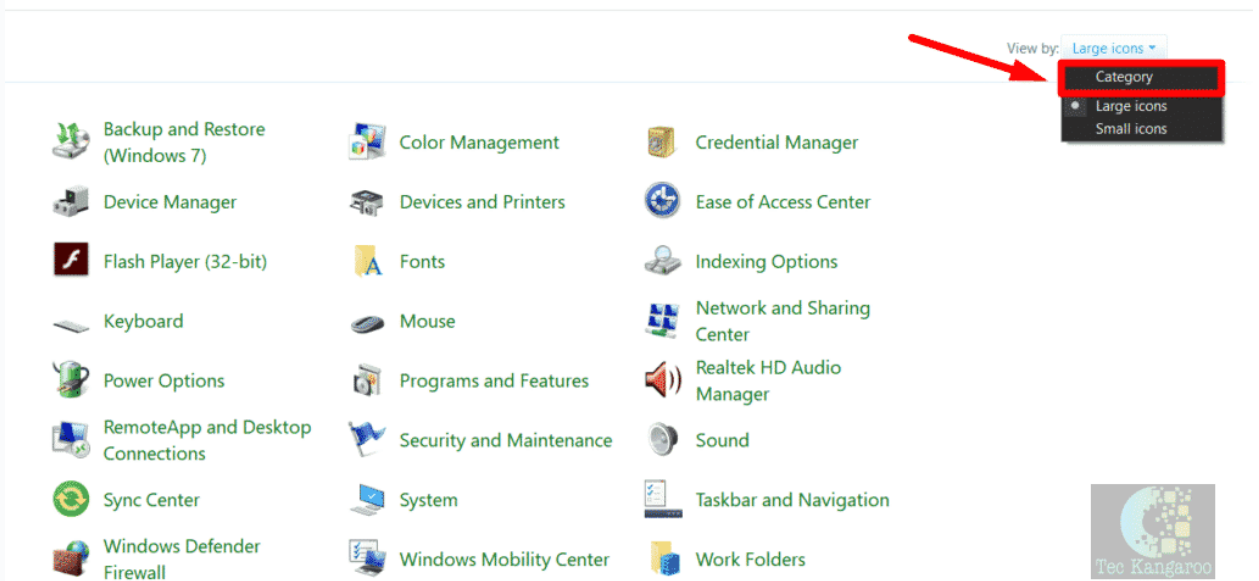 View by: Large icons
Category
Large icons
Small icons
Backup and Restore
(Windows 7)
Color Management
Credential Manager
Device Manager
Devices and Printers
Ease of Access Center
Flash Player (32-bit)
Fonts
Indexing Options
Keyboard
Mouse
Network and Sharing
Center
Power Options
Programs and Features
Realtek HD Audio
Manager
RemoteApp and Desktop
Connections
Security and Maintenance
Sound
Sync Center
System
Taskbar and Navigation
Windows Defender
Firewall
Windows Mobility Center
Work Folders
Tec Kangaroo